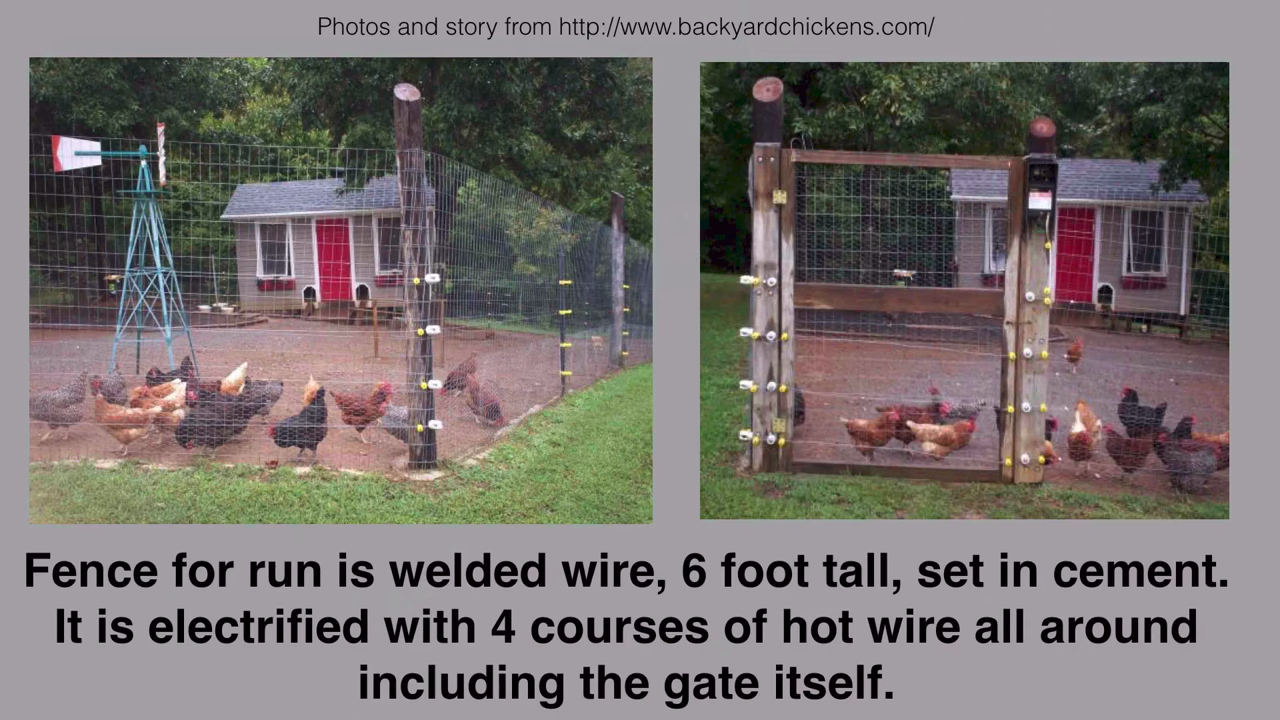 Photos and story from http://www.backyardchickens.com/
Fence for run is welded wire, 6 foot tall, set in cement.
It is electrified with 4 courses of hot wire all around
including the gate itself.